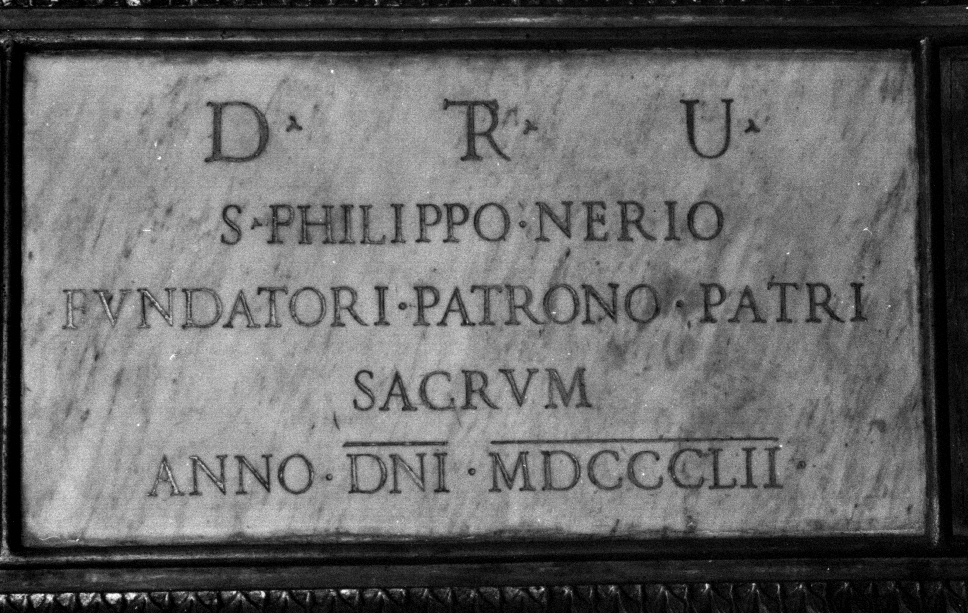 D · R · U ·
S · PHILIPPO · NERIO
FVNDATORI · PATRONO · PATRI
SACRVM
ANNO · DNI · MDCCCLII ·